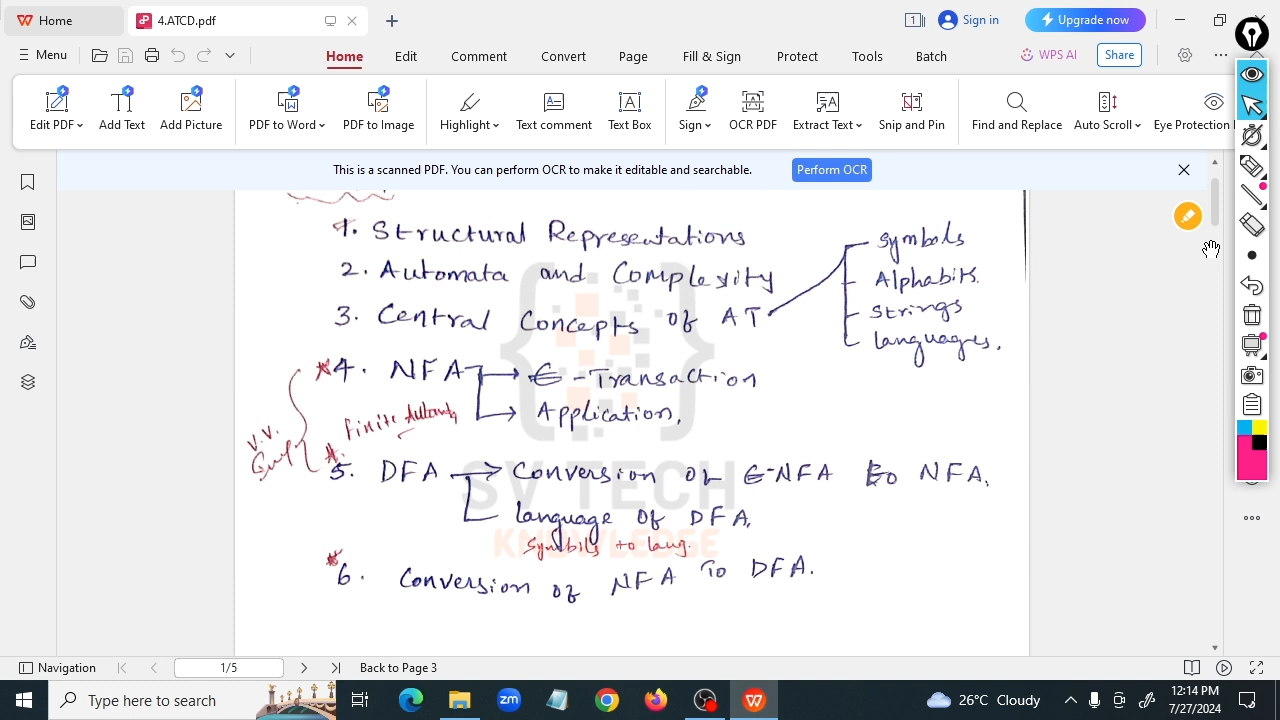 Home
4.ATCD.pdf
Sign in
Upgrade now
Menu
Home
Edit
Comment
Convert
Page
Fill & Sign
Protect
Tools
Batch
WPS AI
Share
Edit PDF
Add Text
Add Picture
PDF to Word
PDF to Image
Highlight
Text comment
Text Box
Sign
OCR PDF
Extract Text
Snip and Pin
Find and Replace
Auto Scroll
Eye Protection
This is a scanned PDF. You can perform OCR to make it editable and searchable.
Perform OCR
1. Structural Representations
2. Automata and Complexity
3. Central Concepts of AT
Symbols
Alphabits.
Strings
Languages.
*4. NFA → ∈-Transaction
→ Application.
Finite
V.V.
*
5. DFA → Conversion of ∈-NFA to NFA.
Language of DFA.
Symbils to lang.
*
6. Conversion of NFA To DFA.
SV TECH
KNOWLEDGE
Navigation
1/5
Back to Page 3
Type here to search
zm
26°C Cloudy
12:14 PM
7/27/2024